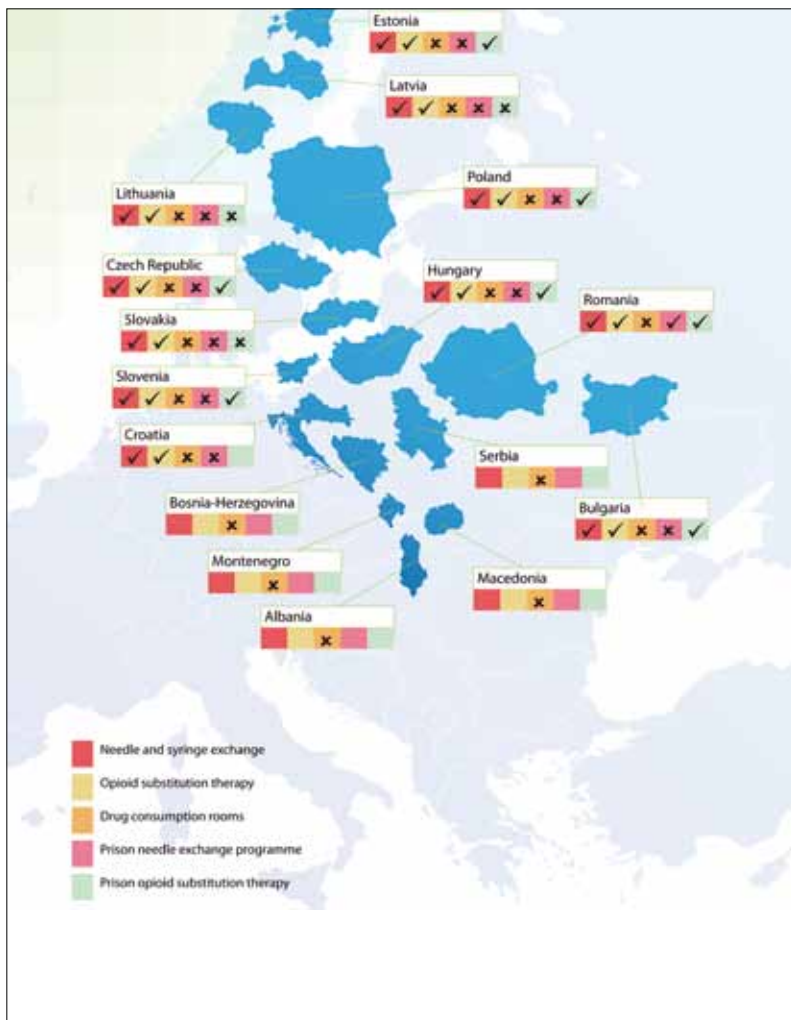 Estonia
✓ ✓ ✗ ✗ ✓
Latvia
✓ ✓ ✗ ✗ ✗
Lithuania
✓ ✓ ✗ ✗ ✗
Poland
✓ ✓ ✗ ✗ ✓
Czech Republic
✓ ✓ ✗ ✗ ✓
Hungary
✓ ✓ ✗ ✗ ✓
Romania
✓ ✓ ✗ ✓ ✓
Slovakia
✓ ✓ ✗ ✗ ✗
Slovenia
✓ ✓ ✗ ✗ ✓
Croatia
✓ ✓ ✗ ✗
Serbia
✗
Bosnia-Herzegovina
✗
Bulgaria
✓ ✓ ✗ ✗ ✓
Montenegro
✗
Macedonia
✗
Albania
✗
Needle and syringe exchange
Opioid substitution therapy
Drug consumption rooms
Prison needle exchange programme
Prison opioid substitution therapy